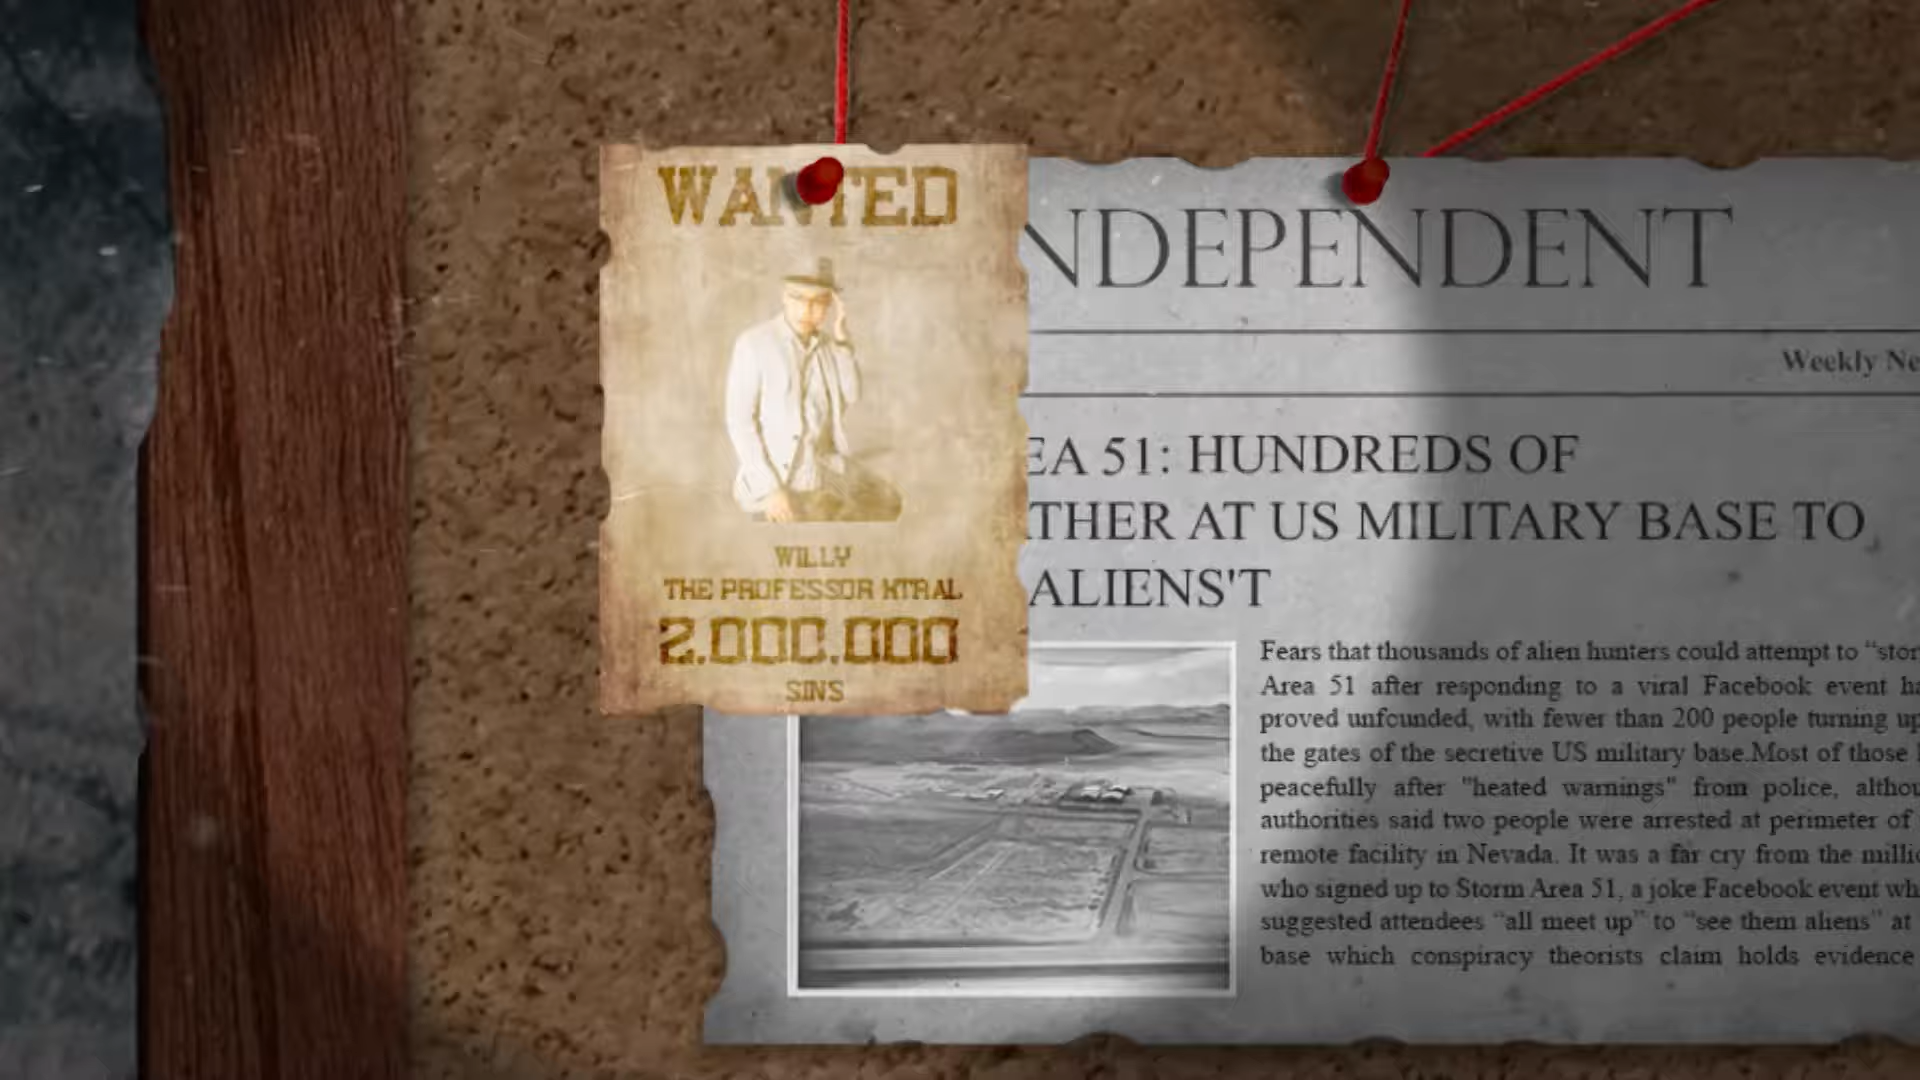 WANTED
WILLY
THE PROFESSOR XTRAL
2.000.000
SINS
NDEPENDENT
Weekly Ne
EA 51: HUNDREDS OF
THER AT US MILITARY BASE TO
ALIENS'T
Fears that thousands of alien hunters could attempt to “stor
Area 51 after responding to a viral Facebook event ha
proved unfounded, with fewer than 200 people turning up
the gates of the secretive US military base.Most of those
peacefully after "heated warnings" from police, althou
authorities said two people were arrested at perimeter of
remote facility in Nevada. It was a far cry from the millio
who signed up to Storm Area 51, a joke Facebook event wh
suggested attendees “all meet up” to “see them aliens” at
base which conspiracy theorists claim holds evidence